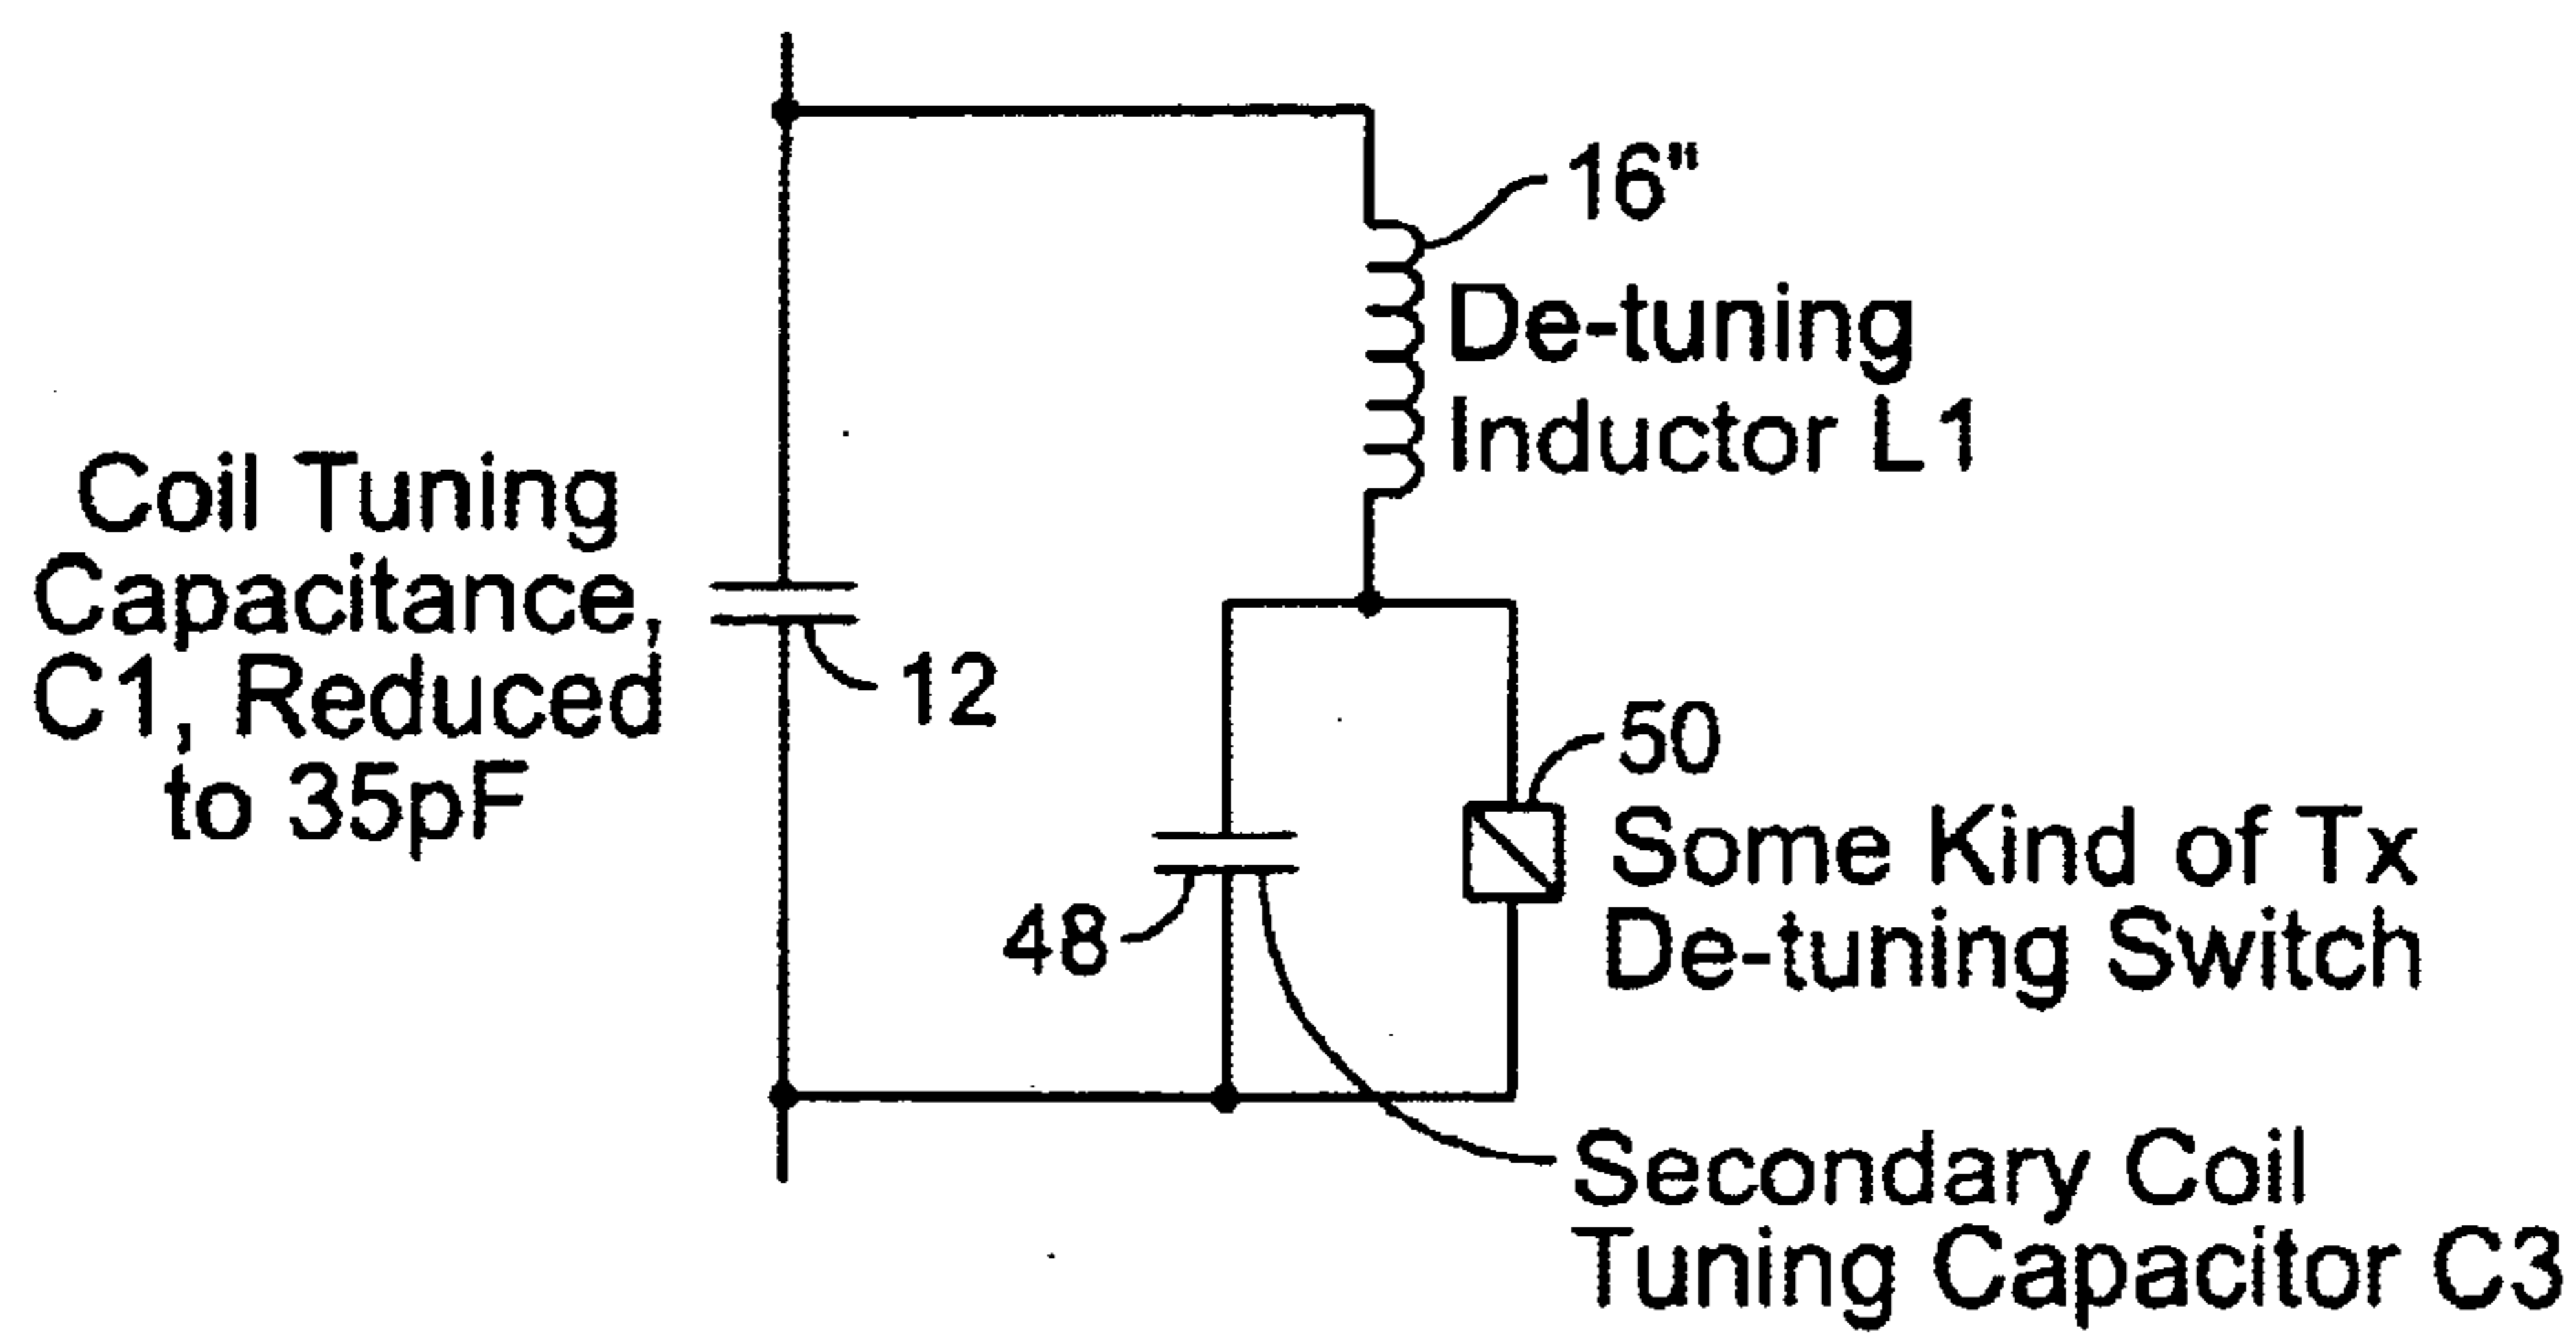 16"
De-tuning
Inductor L1
Coil Tuning
Capacitance,
C1, Reduced
to 35pF
12
50
Some Kind of Tx
De-tuning Switch
48
Secondary Coil
Tuning Capacitor C3